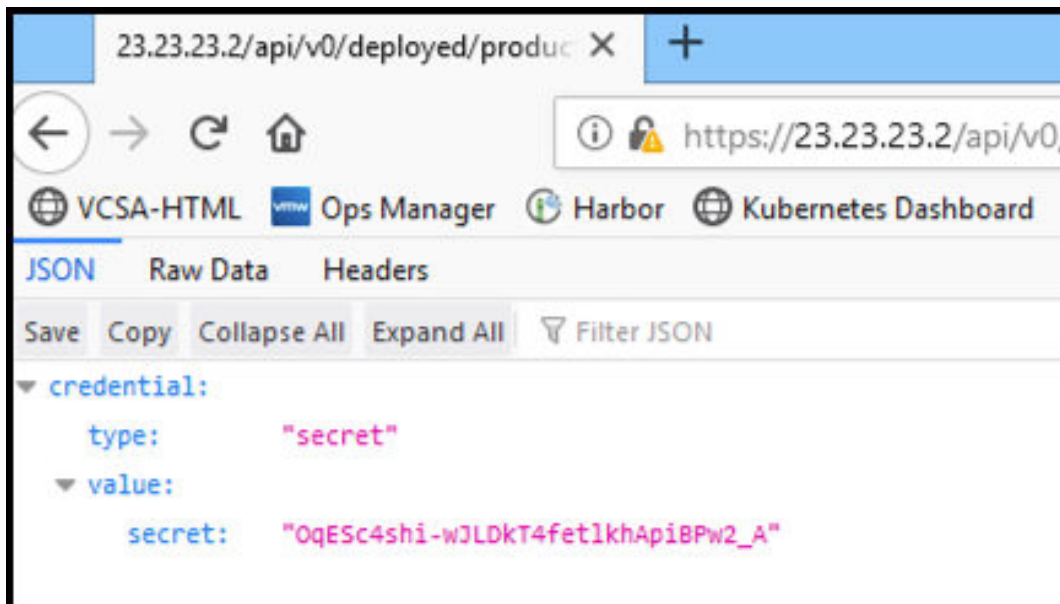 23.23.23.2/api/v0/deployed/produc
https://23.23.23.2/api/v0
VCSA-HTML vmw Ops Manager Harbor Kubernetes Dashboard
JSON Raw Data Headers
Save Copy Collapse All Expand All Filter JSON
credential:
type: "secret"
value:
secret: "OqESc4shi-wJLDkT4fetlkhApiBPw2_A"